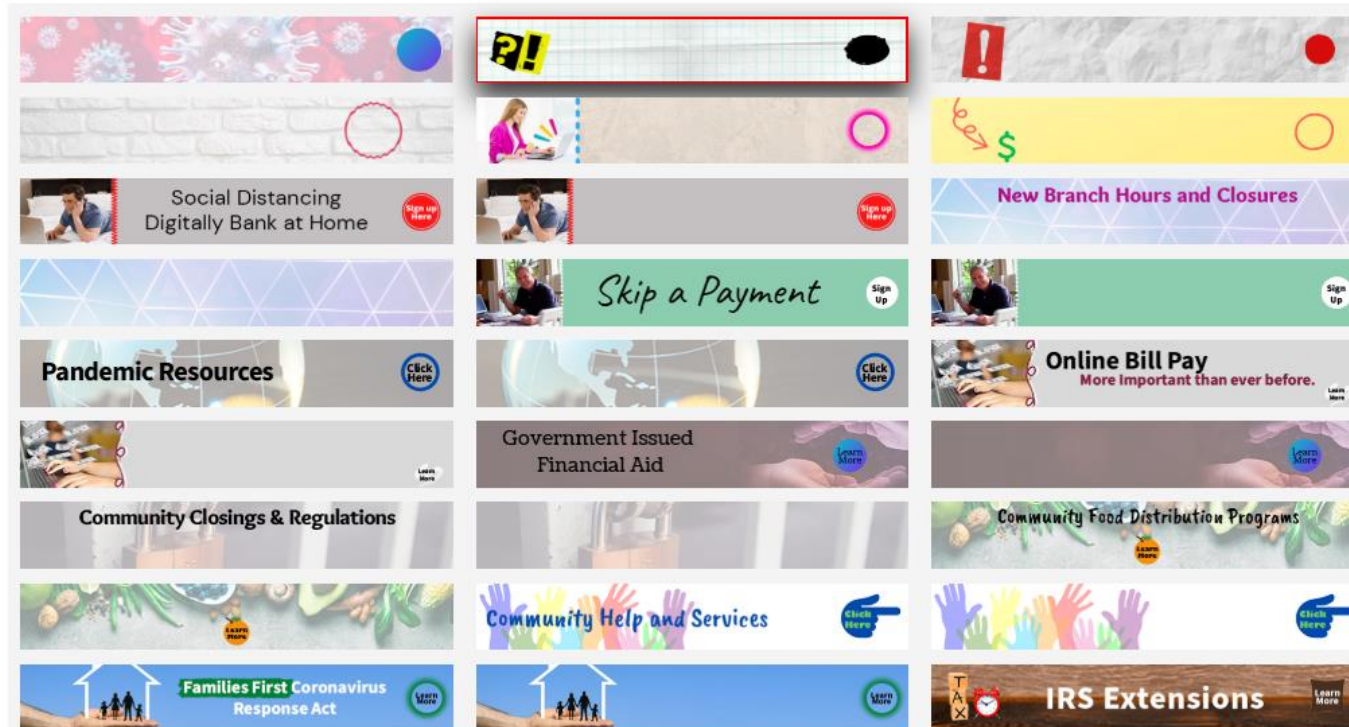 ?!
!
Social Distancing
Digitally Bank at Home
Sign up
Here
Sign up
Here
New Branch Hours and Closures
$
Skip a Payment
Sign
Up
Sign
Up
Pandemic Resources
Click
Here
Click
Here
Online Bill Pay
More Important than ever before.
Learn
More
Learn
More
Government Issued
Financial Aid
Learn
More
Learn
More
Community Closings & Regulations
Community Food Distribution Programs
Learn
More
Learn
More
Community Help and Services
Click
Here
Click
Here
Families First Coronavirus
Response Act
Learn
More
Learn
More
TAX
IRS Extensions
Learn
More